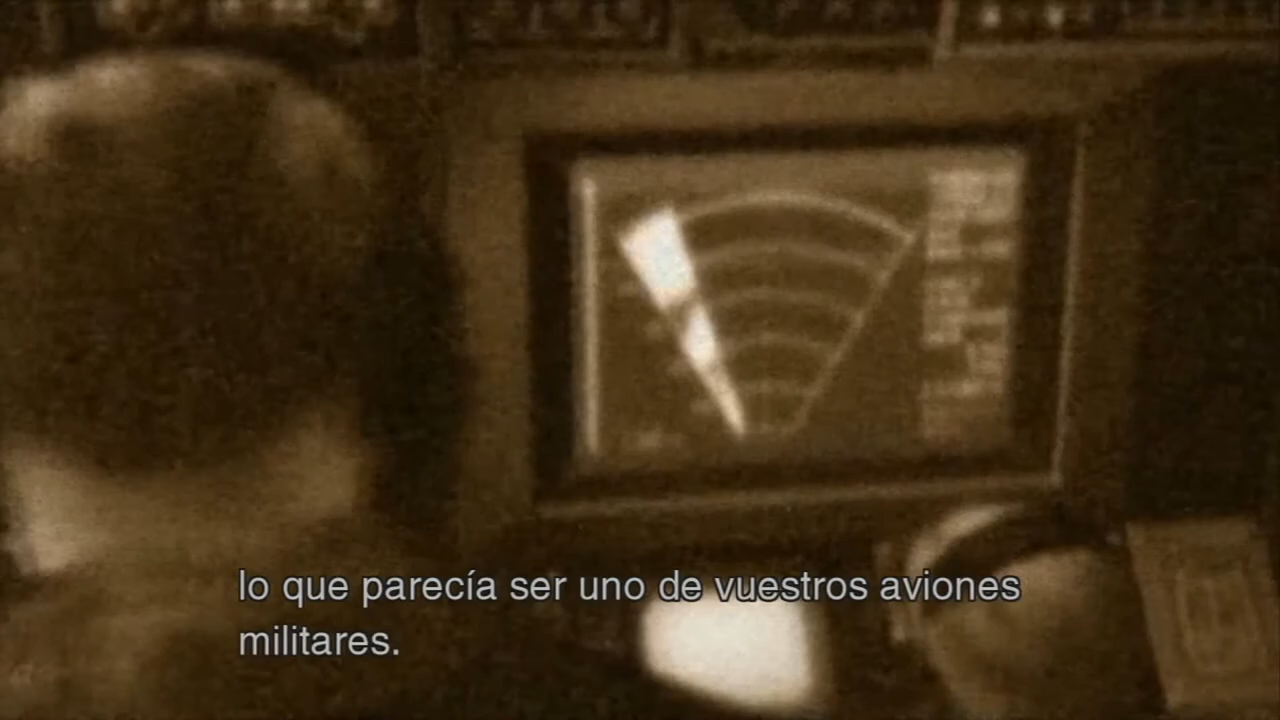 lo que parecía ser uno de vuestros aviones
militares.